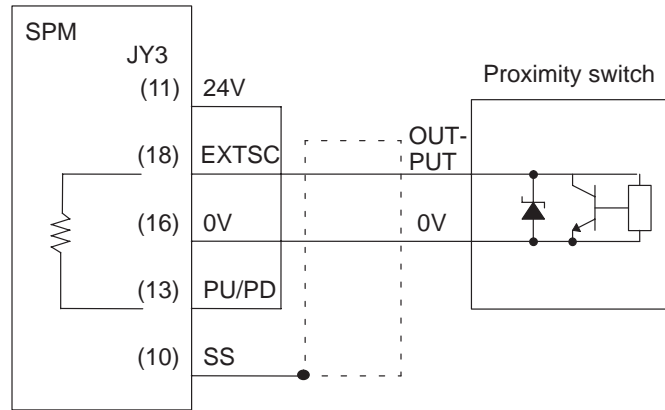 SPM
JY3
(11) 24V
Proximity switch
(18) EXTSC
OUT-
PUT
(16) 0V
0V
(13) PU/PD
(10) SS